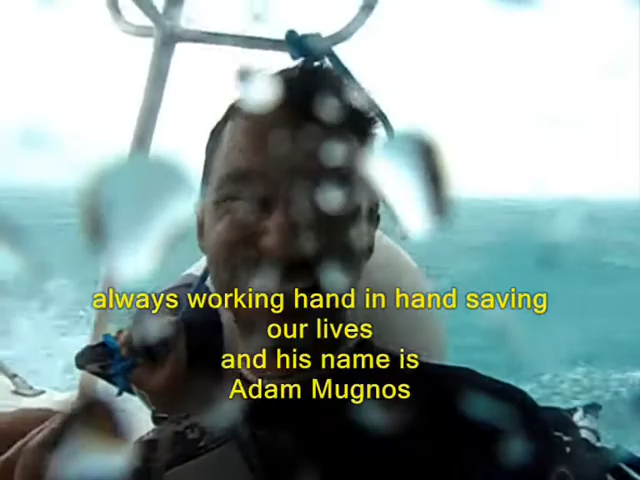 always working hand in hand saving
our lives
and his name is
Adam Mugnos